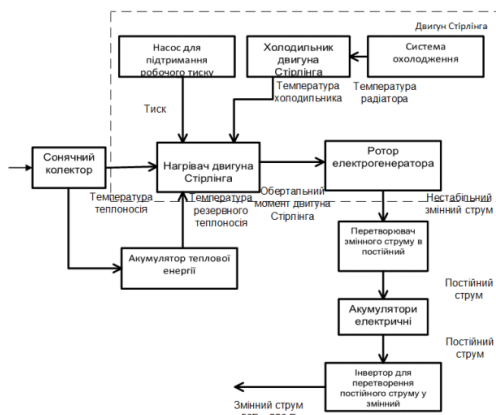 Двигун Стірлінга
Насос для
підтримання
робочого тиску
Холодильник
двигуна
Стірлінга
Система
охолодження
Температура
холодильника
Температура
радіатора
Тиск
Сонячний
колектор
Нагрівач двигуна
Стірлінга
Ротор
електрогенератора
Температура
теплоносія
Температура
резервного
теплоносія
Обертальний
момент двигуна
Стірлінга
Нестабільний
змінний струм
Акумулятор теплової
енергії
Перетворювач
змінного струму в
постійний
Постійний
струм
Акумулятори
електричні
Постійний
струм
Інвертор для
перетворення
постійного струму у
змінний
Змінний струм